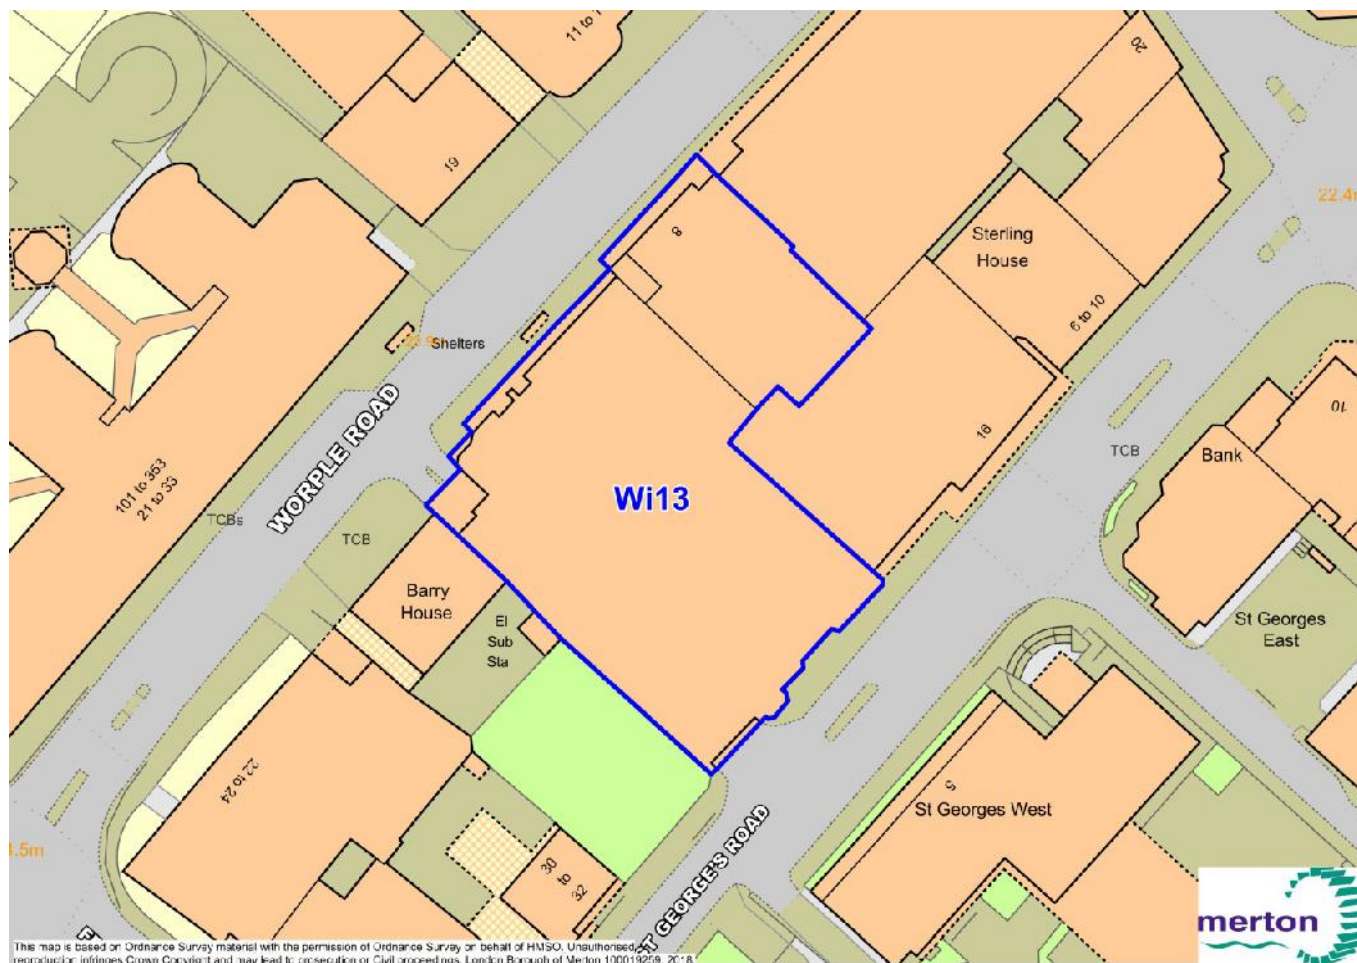 11 to 1
20
19
8
22.4m
Sterling
House
6 to 10
Shelters
WORPLE ROAD
10
16
TCB
Bank
101 to 353
21 to 33
TCBs
Wi13
TCB
Barry
House
El
Sub
Sta
St Georges
East
22 to 24
5
St Georges West
.5m
30
to
32
T GEORGE'S ROAD
merton
This map is based on Ordnance Survey material with the permission of Ordnance Survey on behalf of HMSO. Unauthorised
reproduction infringes Crown Copyright and may lead to prosecution or Civil proceedings. London Borough of Merton 100019259. 2018.